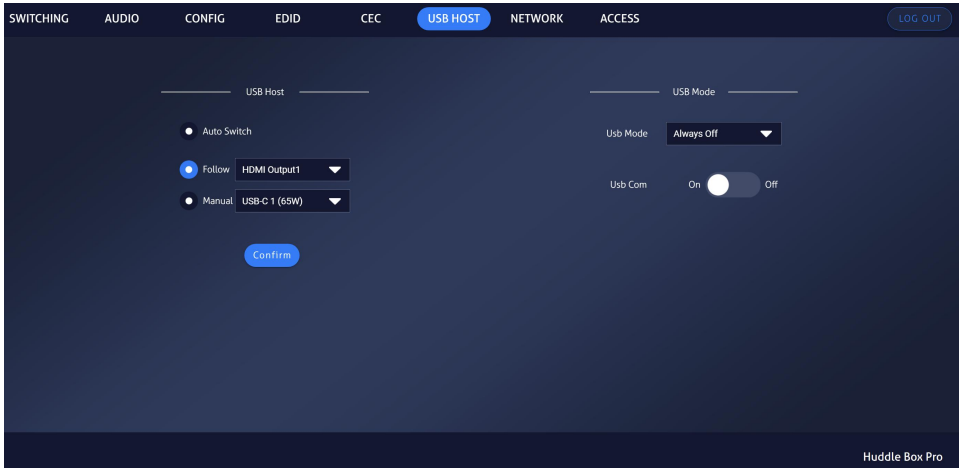 SWITCHING AUDIO CONFIG EDID CEC USB HOST NETWORK ACCESS LOG OUT
USB Host
Auto Switch
Follow HDMI Output1
Manual USB-C 1 (65W)
Confirm
USB Mode
Usb Mode Always Off
Usb Com On Off
Huddle Box Pro